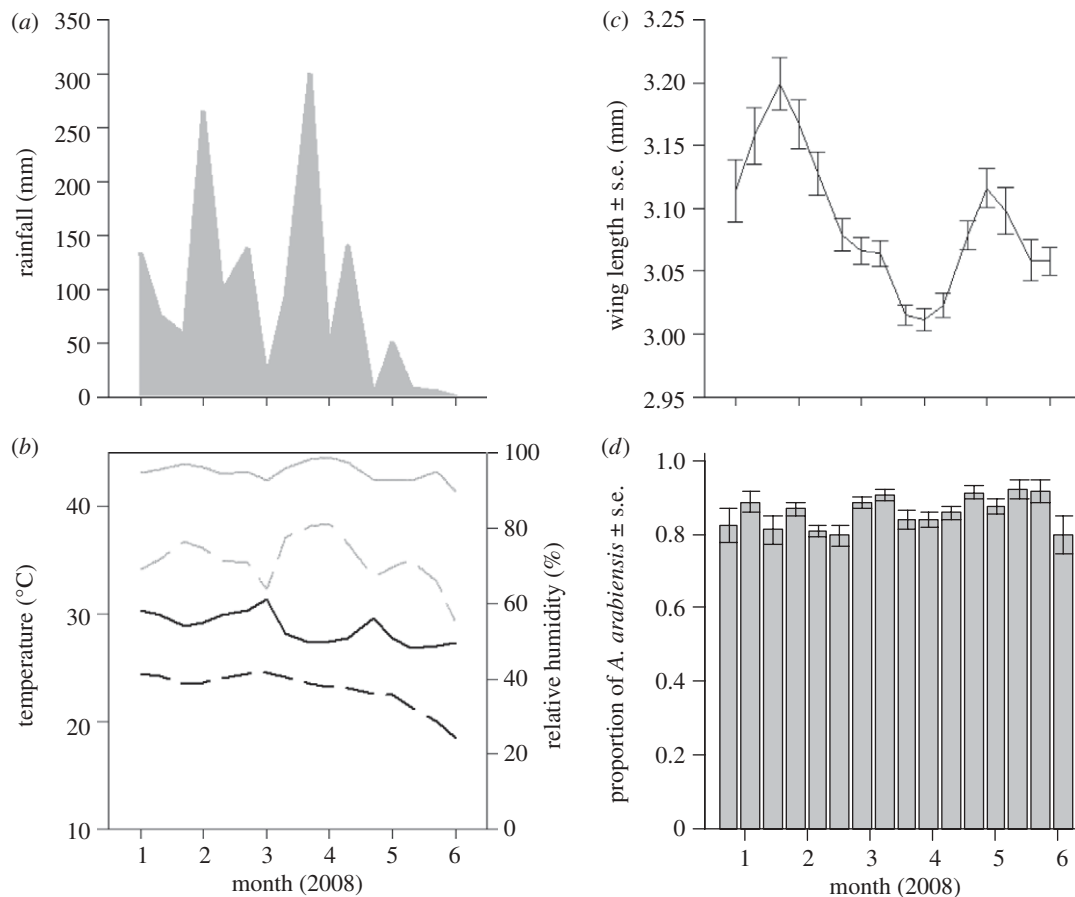 (a)
350
300
250
200
150
100
50
0
rainfall (mm)
(c)
3.25
3.20
3.15
3.10
3.05
3.00
2.95
wing length ± s.e. (mm)
(b)
40
30
20
10
temperature (°C)
100
80
60
40
20
0
relative humidity (%)
1 2 3 4 5 6
month (2008)
(d)
1.0
0.8
0.6
0.4
0.2
0
proportion of A. arabiensis ± s.e.
1 2 3 4 5 6
month (2008)